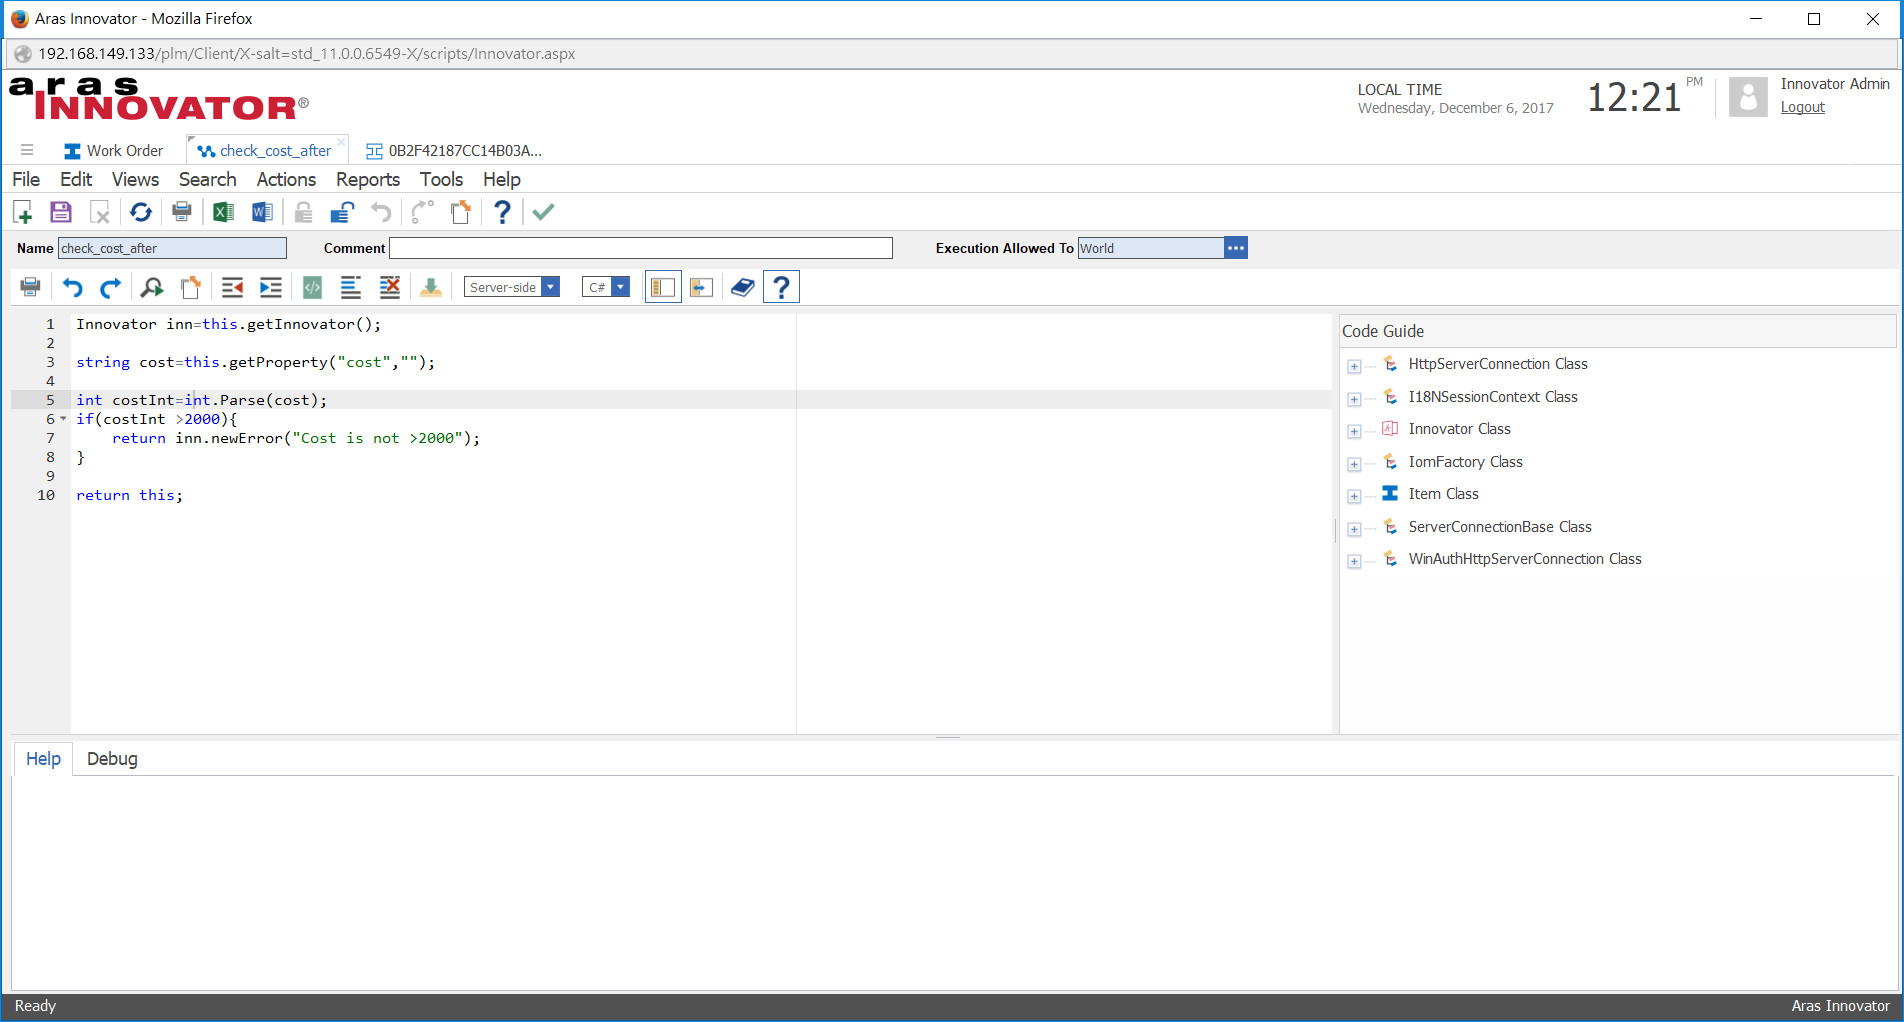 Aras Innovator - Mozilla Firefox
192.168.149.133/plm/Client/X-salt=std_11.0.0.6549-X/scripts/Innovator.aspx
aras
INNOVATOR®
LOCAL TIME
Wednesday, December 6, 2017
12:21 PM
Innovator Admin
Logout
Work Order check_cost_after 0B2F42187CC14B03A...
File Edit Views Search Actions Reports Tools Help
Name check_cost_after Comment Execution Allowed To World
Server-side C#
1 Innovator inn=this.getInnovator();
2
3 string cost=this.getProperty("cost","");
4
5 int costInt=int.Parse(cost);
6 if(costInt >2000){
7 return inn.newError("Cost is not >2000");
8 }
9
10 return this;
Code Guide
HttpServerConnection Class
I18NSessionContext Class
Innovator Class
IomFactory Class
Item Class
ServerConnectionBase Class
WinAuthHttpServerConnection Class
Help Debug
Ready Aras Innovator